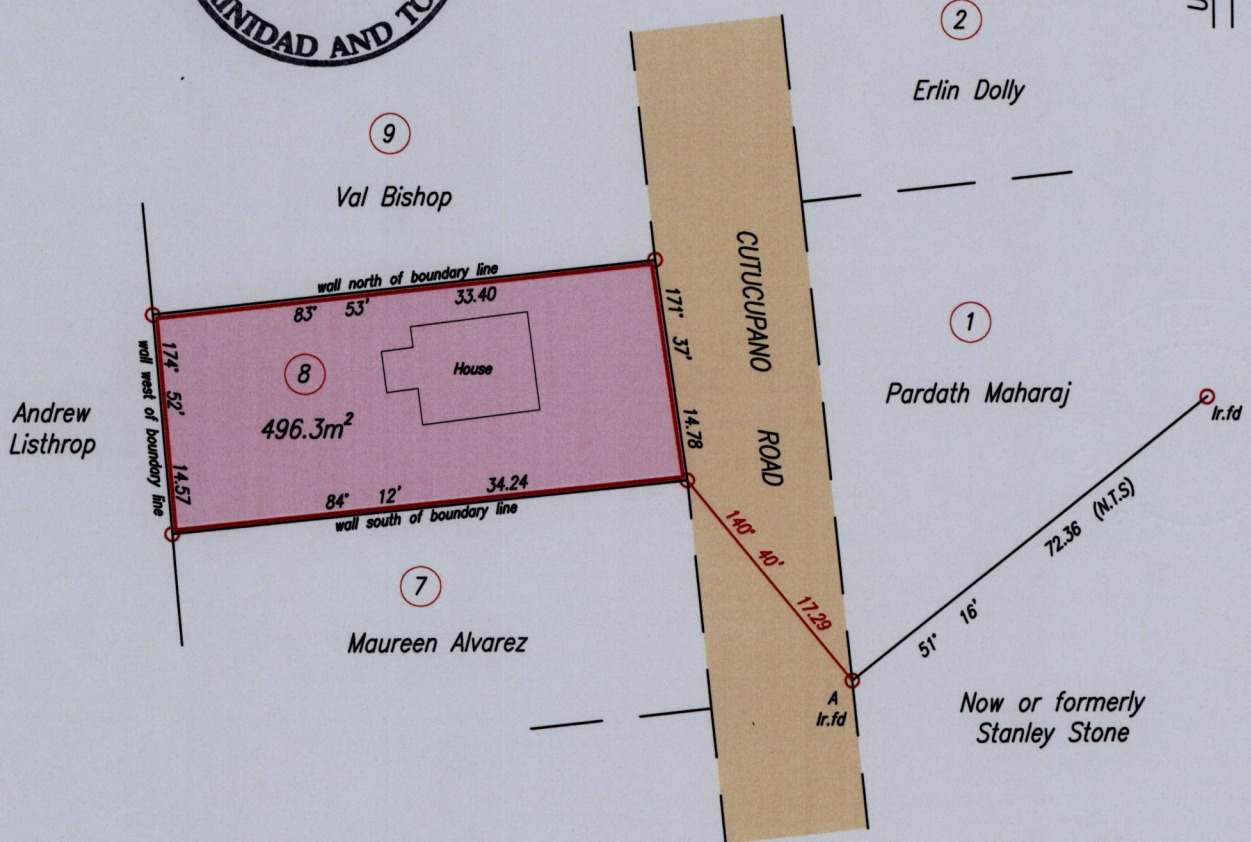 TRINIDAD AND TO
2
Erlin Dolly
9
Val Bishop
wall north of boundary line
83° 53' 33.40
171° 37' 14.78
CUTUCUPANO ROAD
1
Pardath Maharaj
House
8
496.3m²
174° 52' 14.57
wall west of boundary line
Andrew
Listhrop
84° 12' 34.24
wall south of boundary line
Ir.fd
72.36 (N.T.S)
51° 16'
140° 40' 17.29
7
Maureen Alvarez
A
Ir.fd
Now or formerly
Stanley Stone